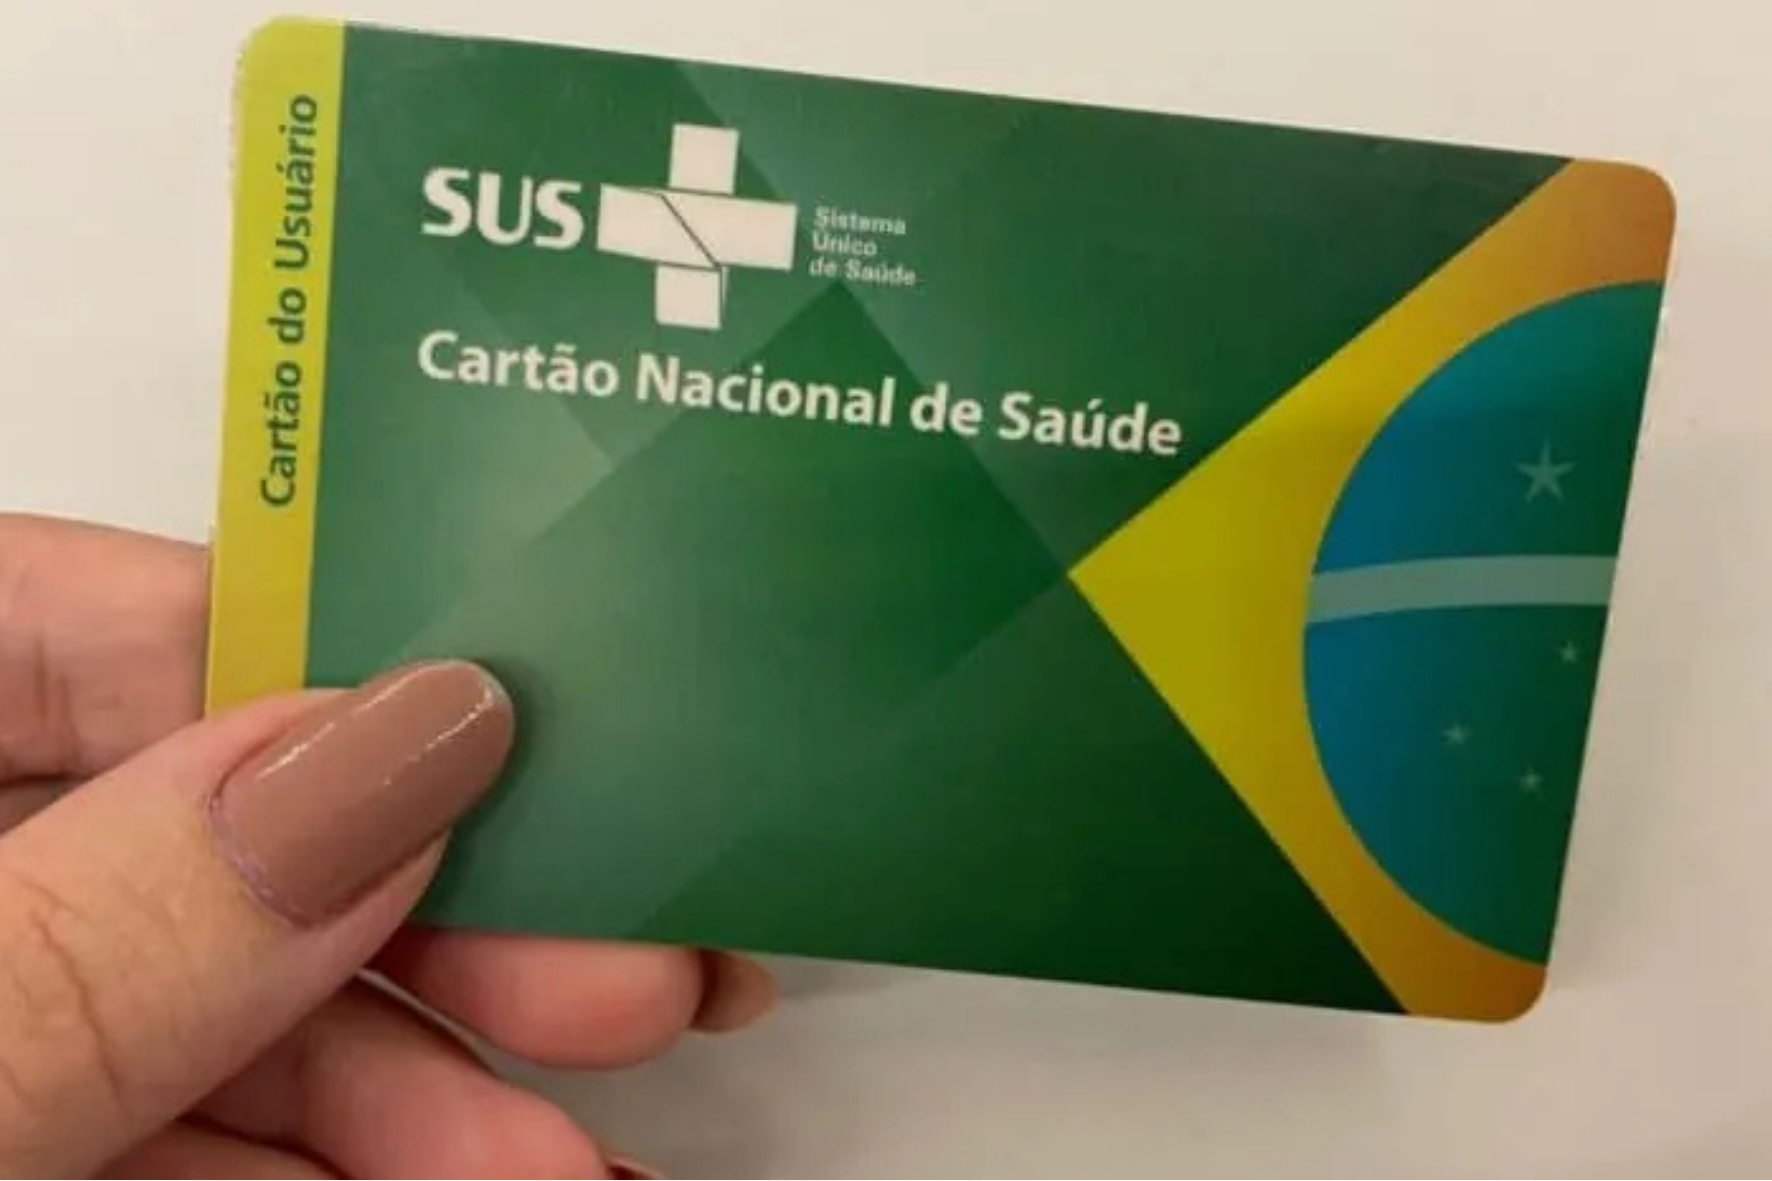 Cartão do Usuário
SUS
Sistema
Único
de Saúde
Cartão Nacional de Saúde